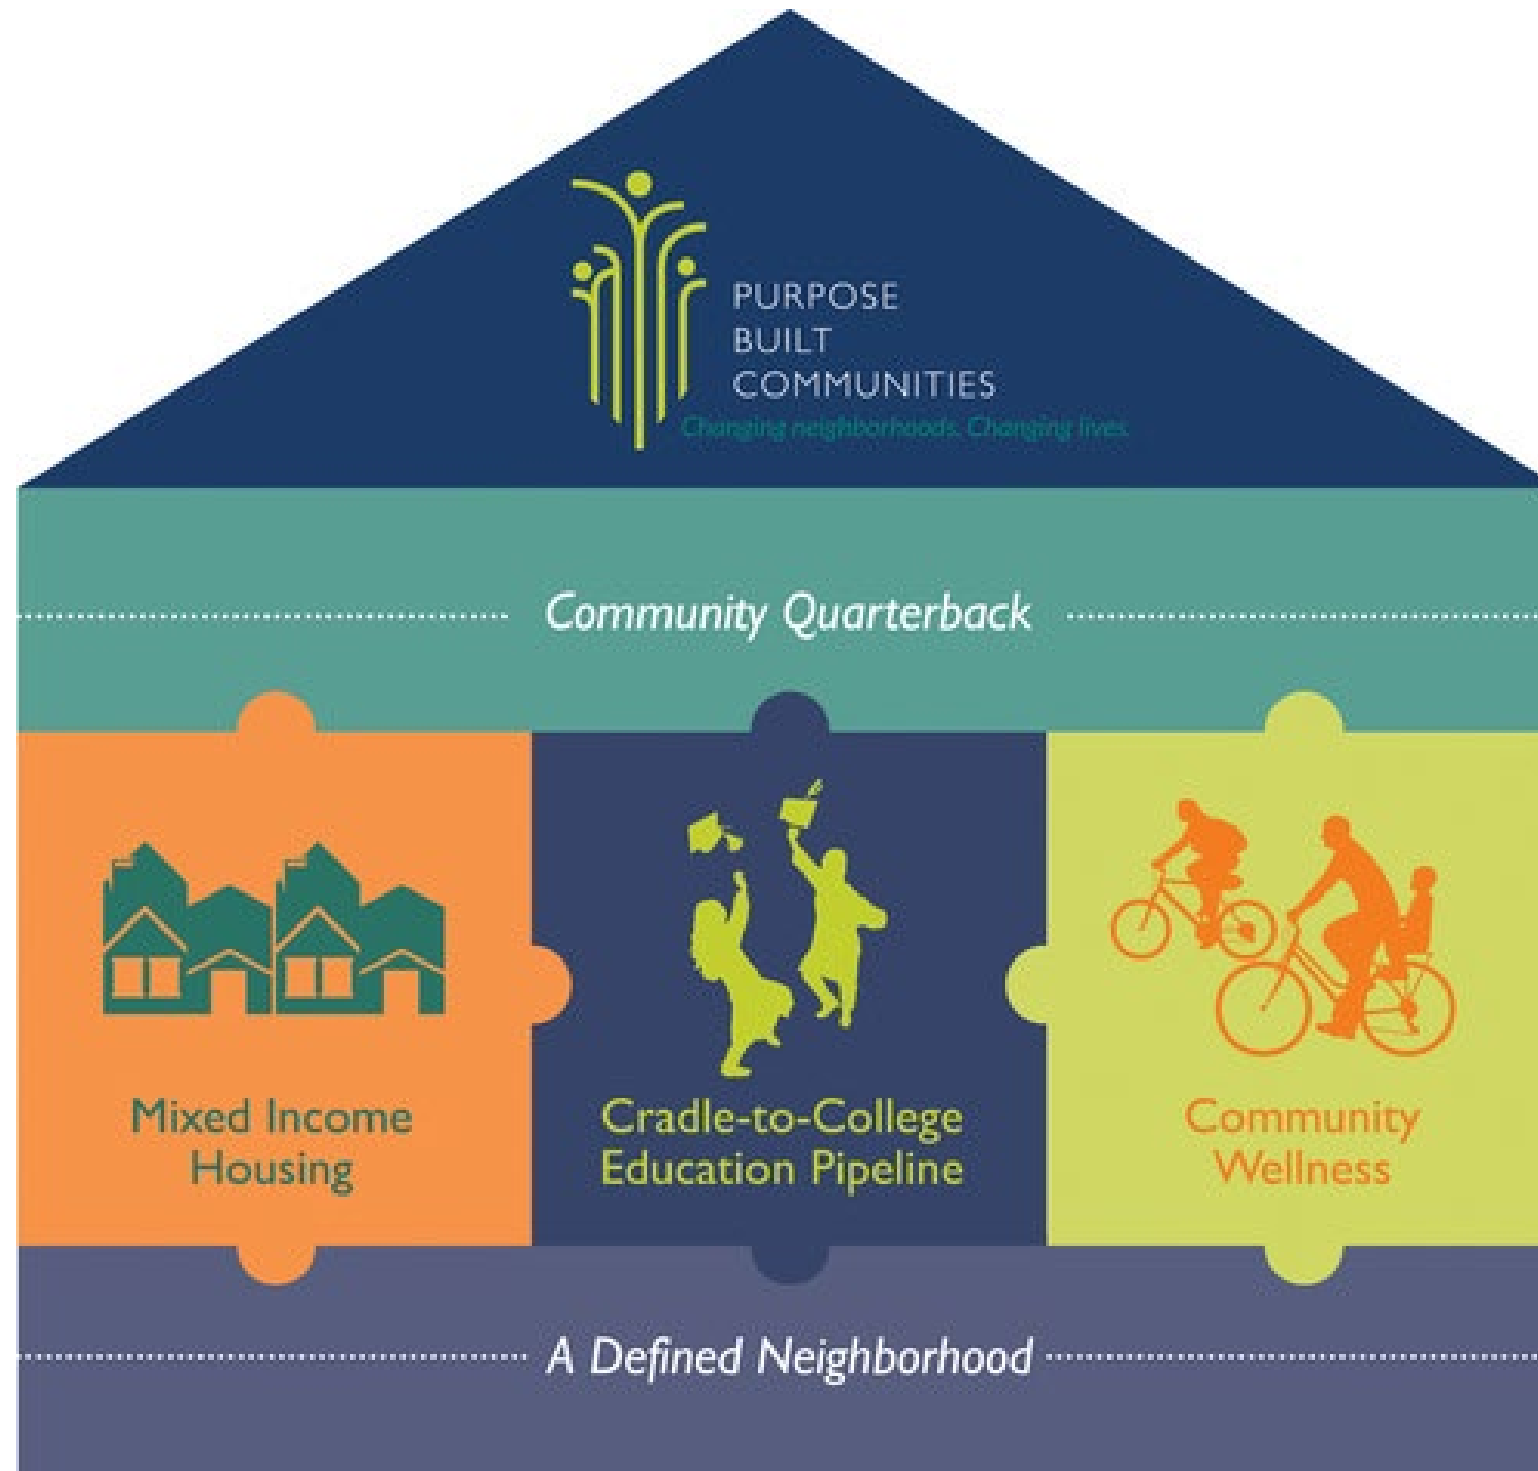 PURPOSE
BUILT
COMMUNITIES
Changing neighborhoods. Changing lives.
Community Quarterback
Mixed Income
Housing
Cradle-to-College
Education Pipeline
Community
Wellness
A Defined Neighborhood